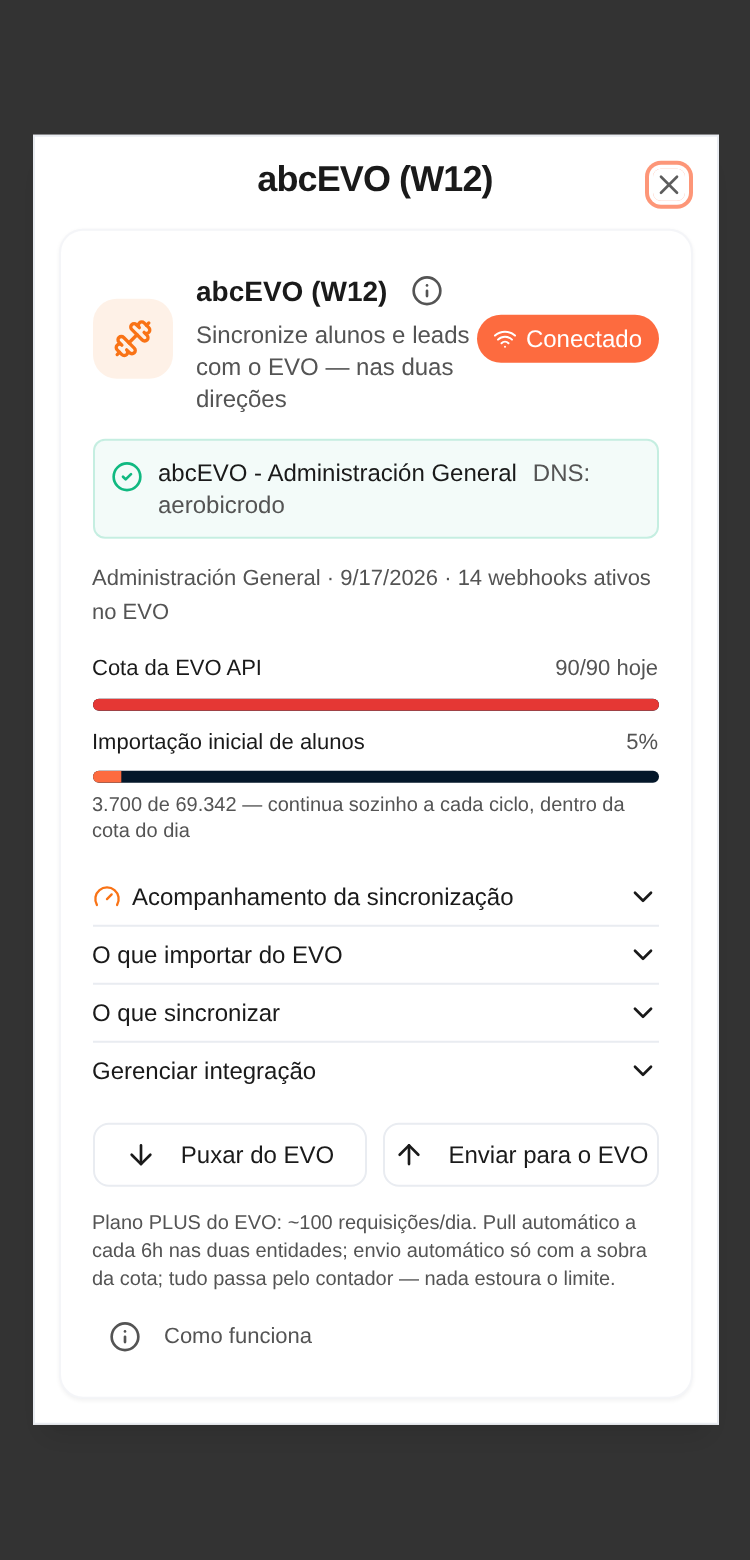 abcEVO (W12)
abcEVO (W12)
Sincronize alunos e leads
com o EVO — nas duas
direções
Conectado
abcEVO - Administración General DNS:
aerobicrodo
Administración General · 9/17/2026 · 14 webhooks ativos
no EVO
Cota da EVO API 90/90 hoje
Importação inicial de alunos 5%
3.700 de 69.342 — continua sozinho a cada ciclo, dentro da
cota do dia
Acompanhamento da sincronização
O que importar do EVO
O que sincronizar
Gerenciar integração
Puxar do EVO
Enviar para o EVO
Plano PLUS do EVO: ~100 requisições/dia. Pull automático a
cada 6h nas duas entidades; envio automático só com a sobra
da cota; tudo passa pelo contador — nada estoura o limite.
Como funciona